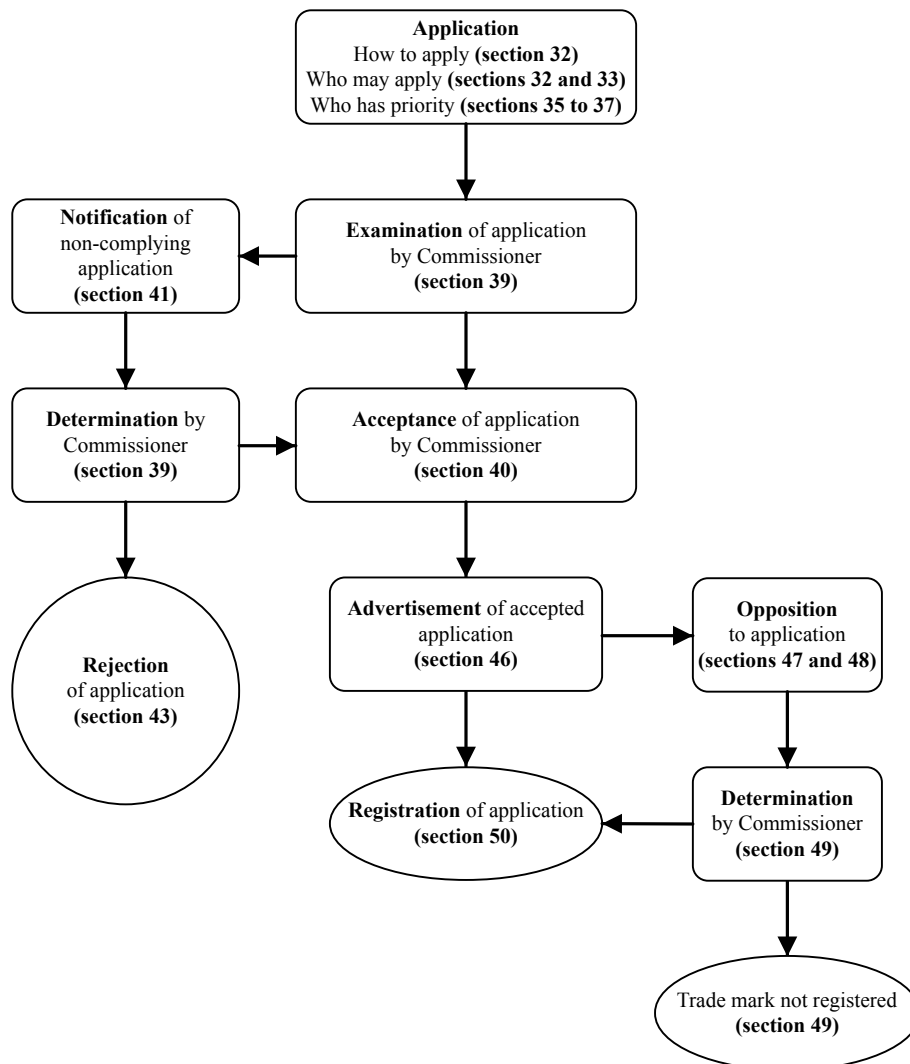 Application
How to apply (section 32)
Who may apply (sections 32 and 33)
Who has priority (sections 35 to 37)
Notification of
non-complying
application
(section 41)
Examination of application
by Commissioner
(section 39)
Determination by
Commissioner
(section 39)
Acceptance of application
by Commissioner
(section 40)
Rejection
of application
(section 43)
Advertisement of accepted
application
(section 46)
Opposition
to application
(sections 47 and 48)
Registration of application
(section 50)
Determination
by Commissioner
(section 49)
Trade mark not registered
(section 49)